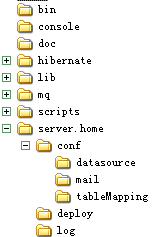 bin
console
doc
hibernate
lib
mq
scripts
server.home
conf
datasource
mail
tableMapping
deploy
log